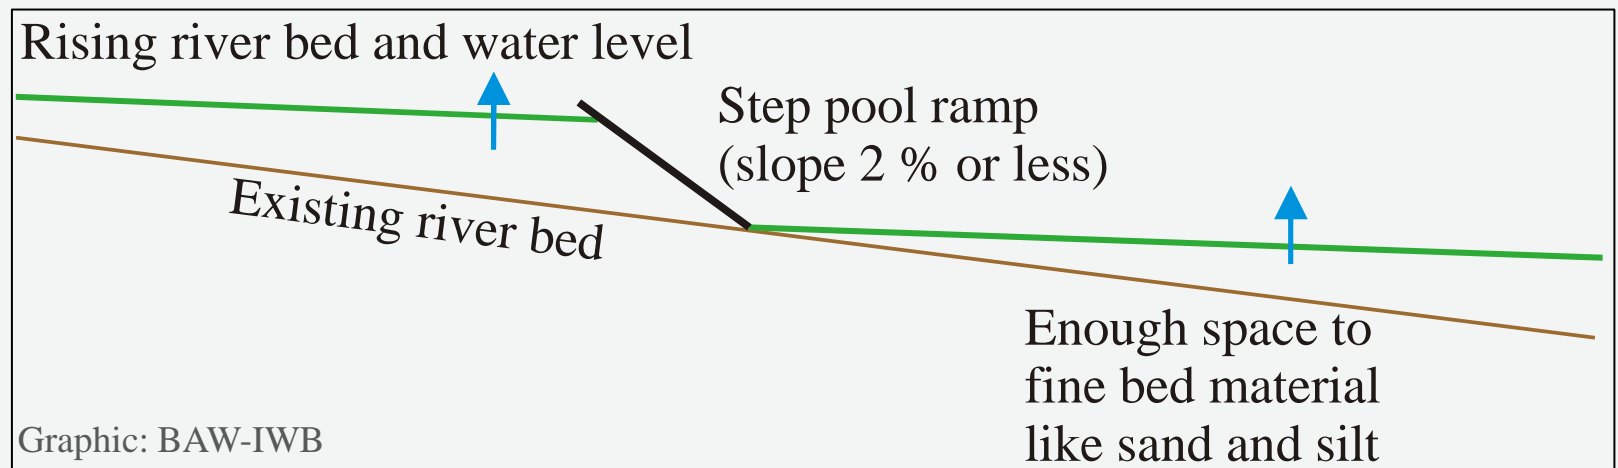 Rising river bed and water level
Step pool ramp
(slope 2 % or less)
Existing river bed
Enough space to
fine bed material
like sand and silt
Graphic: BAW-IWB